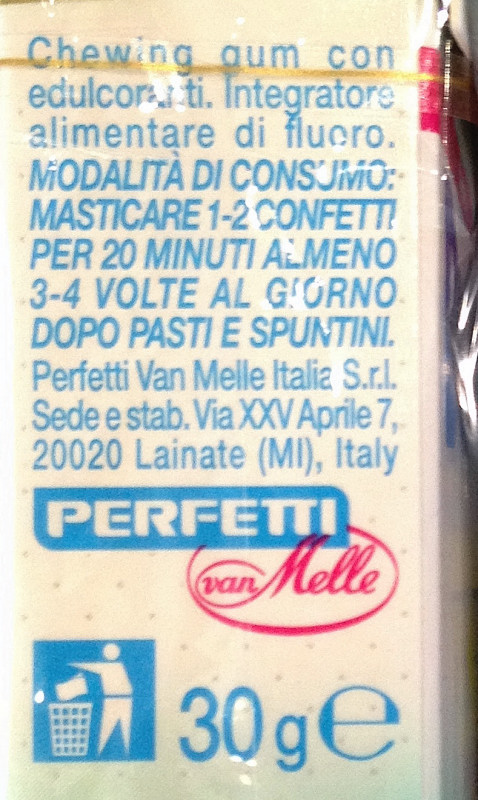 Chewing gum con
edulcoranti. Integratore
alimentare di fluoro.
MODALITÀ DI CONSUMO:
MASTICARE 1-2 CONFETTI
PER 20 MINUTI ALMENO
3-4 VOLTE AL GIORNO
DOPO PASTI E SPUNTINI.
Perfetti Van Melle Italia S.r.l.
Sede e stab. Via XXV Aprile 7,
20020 Lainate (MI), Italy
PERFETTI
van Melle
30 g ℮